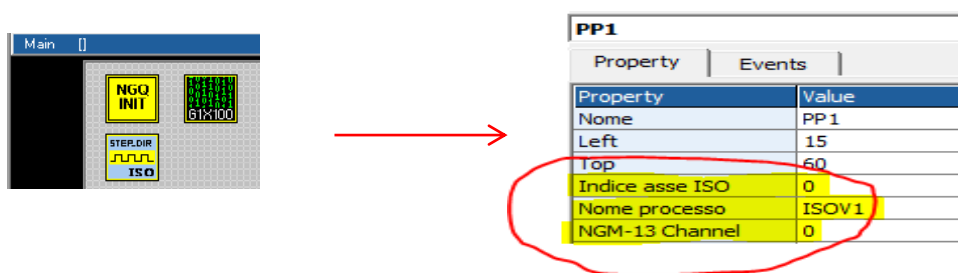 Main []
NGQ
INIT
G1X100
STEP.DIR
ISO
PP1
Property Events
Property Value
Nome PP1
Left 15
Top 60
Indice asse ISO 0
Nome processo ISOV1
NGM-13 Channel 0